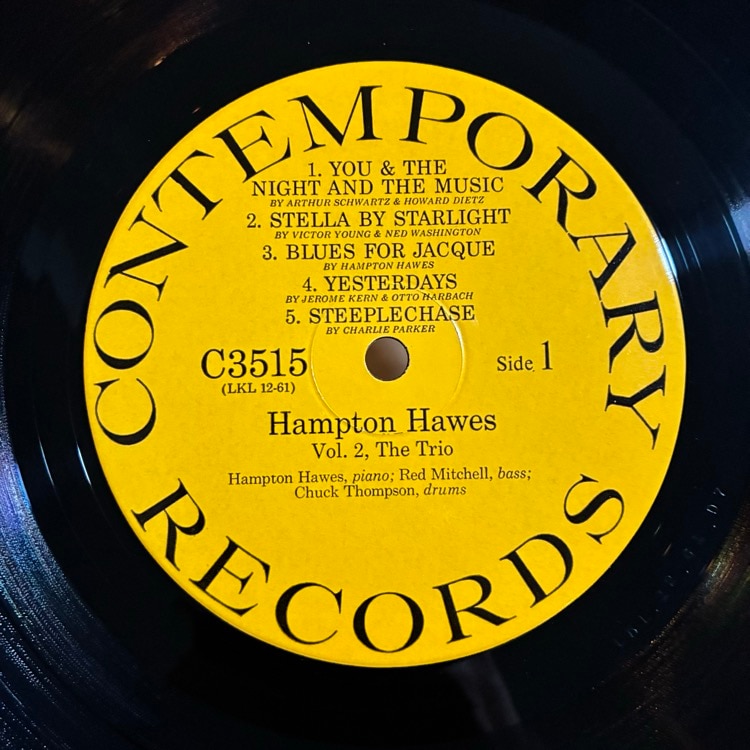 CONTEMPORARY
1. YOU & THE
NIGHT AND THE MUSIC
BY ARTHUR SCHWARTZ & HOWARD DIETZ
2. STELLA BY STARLIGHT
BY VICTOR YOUNG & NED WASHINGTON
3. BLUES FOR JACQUE
BY HAMPTON HAWES
4. YESTERDAYS
BY JEROME KERN & OTTO HARBACH
5. STEEPLECHASE
BY CHARLIE PARKER
C3515
(LKL 12-61)
Side 1
Hampton Hawes
Vol. 2, The Trio
Hampton Hawes, piano; Red Mitchell, bass;
Chuck Thompson, drums
RECORDS